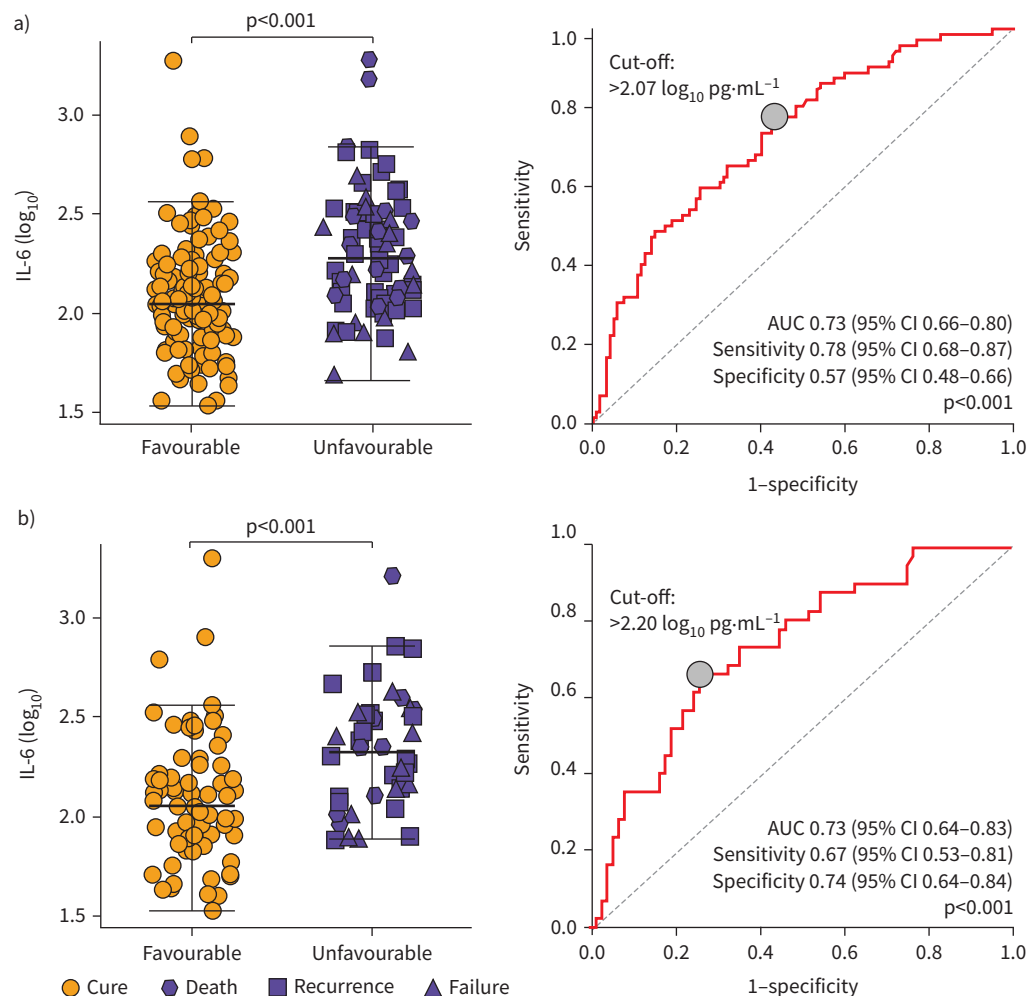 a)
p<0.001
3.0
2.5
2.0
1.5
IL-6 (log10)
Favourable
Unfavourable
1.0
0.8
0.6
0.4
0.2
0.0
Sensitivity
Cut-off:
>2.07 log10 pg·mL−1
AUC 0.73 (95% CI 0.66–0.80)
Sensitivity 0.78 (95% CI 0.68–0.87)
Specificity 0.57 (95% CI 0.48–0.66)
p<0.001
0.0 0.2 0.4 0.6 0.8 1.0
1–specificity
b)
p<0.001
3.0
2.5
2.0
1.5
IL-6 (log10)
Favourable
Unfavourable
1.0
0.8
0.6
0.4
0.2
0.0
Sensitivity
Cut-off:
>2.20 log10 pg·mL−1
AUC 0.73 (95% CI 0.64–0.83)
Sensitivity 0.67 (95% CI 0.53–0.81)
Specificity 0.74 (95% CI 0.64–0.84)
p<0.001
0.0 0.2 0.4 0.6 0.8 1.0
1–specificity
Cure Death Recurrence Failure